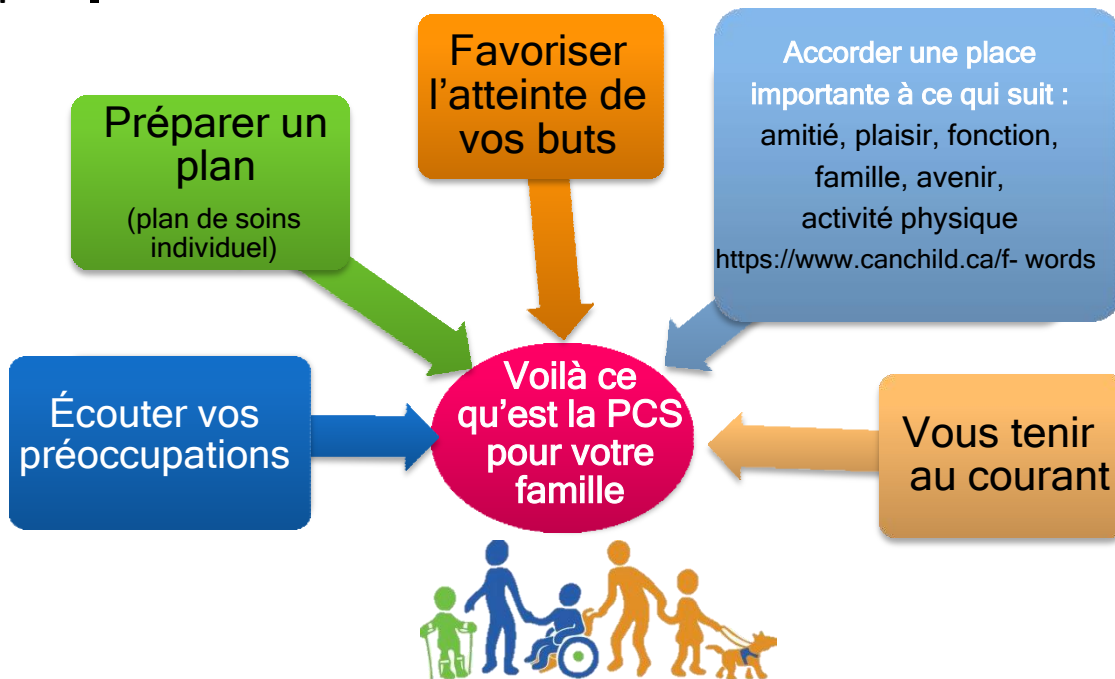 Préparer un
plan
(plan de soins
individuel)
Favoriser
l'atteinte de
vos buts
Accorder une place
importante à ce qui suit :
amitié, plaisir, fonction,
famille, avenir,
activité physique
https://www.canchild.ca/f- words
Écouter vos
préoccupations
Voilà ce
qu'est la PCS
pour votre
famille
Vous tenir
au courant